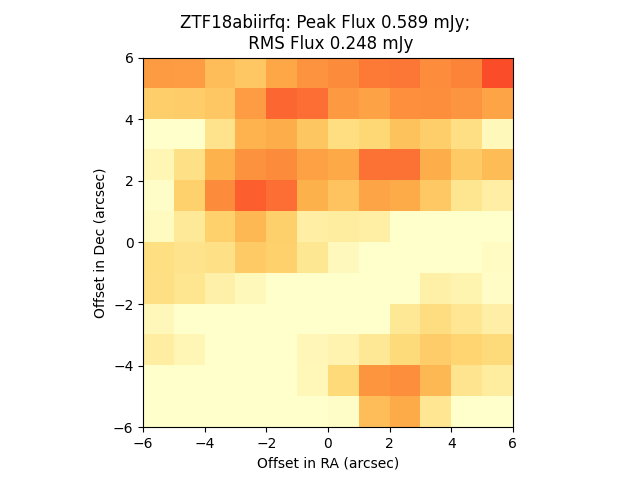 ZTF18abiirfq: Peak Flux 0.589 mJy;
RMS Flux 0.248 mJy
6
4
2
0
−2
−4
−6
Offset in Dec (arcsec)
−6 −4 −2 0 2 4 6
Offset in RA (arcsec)